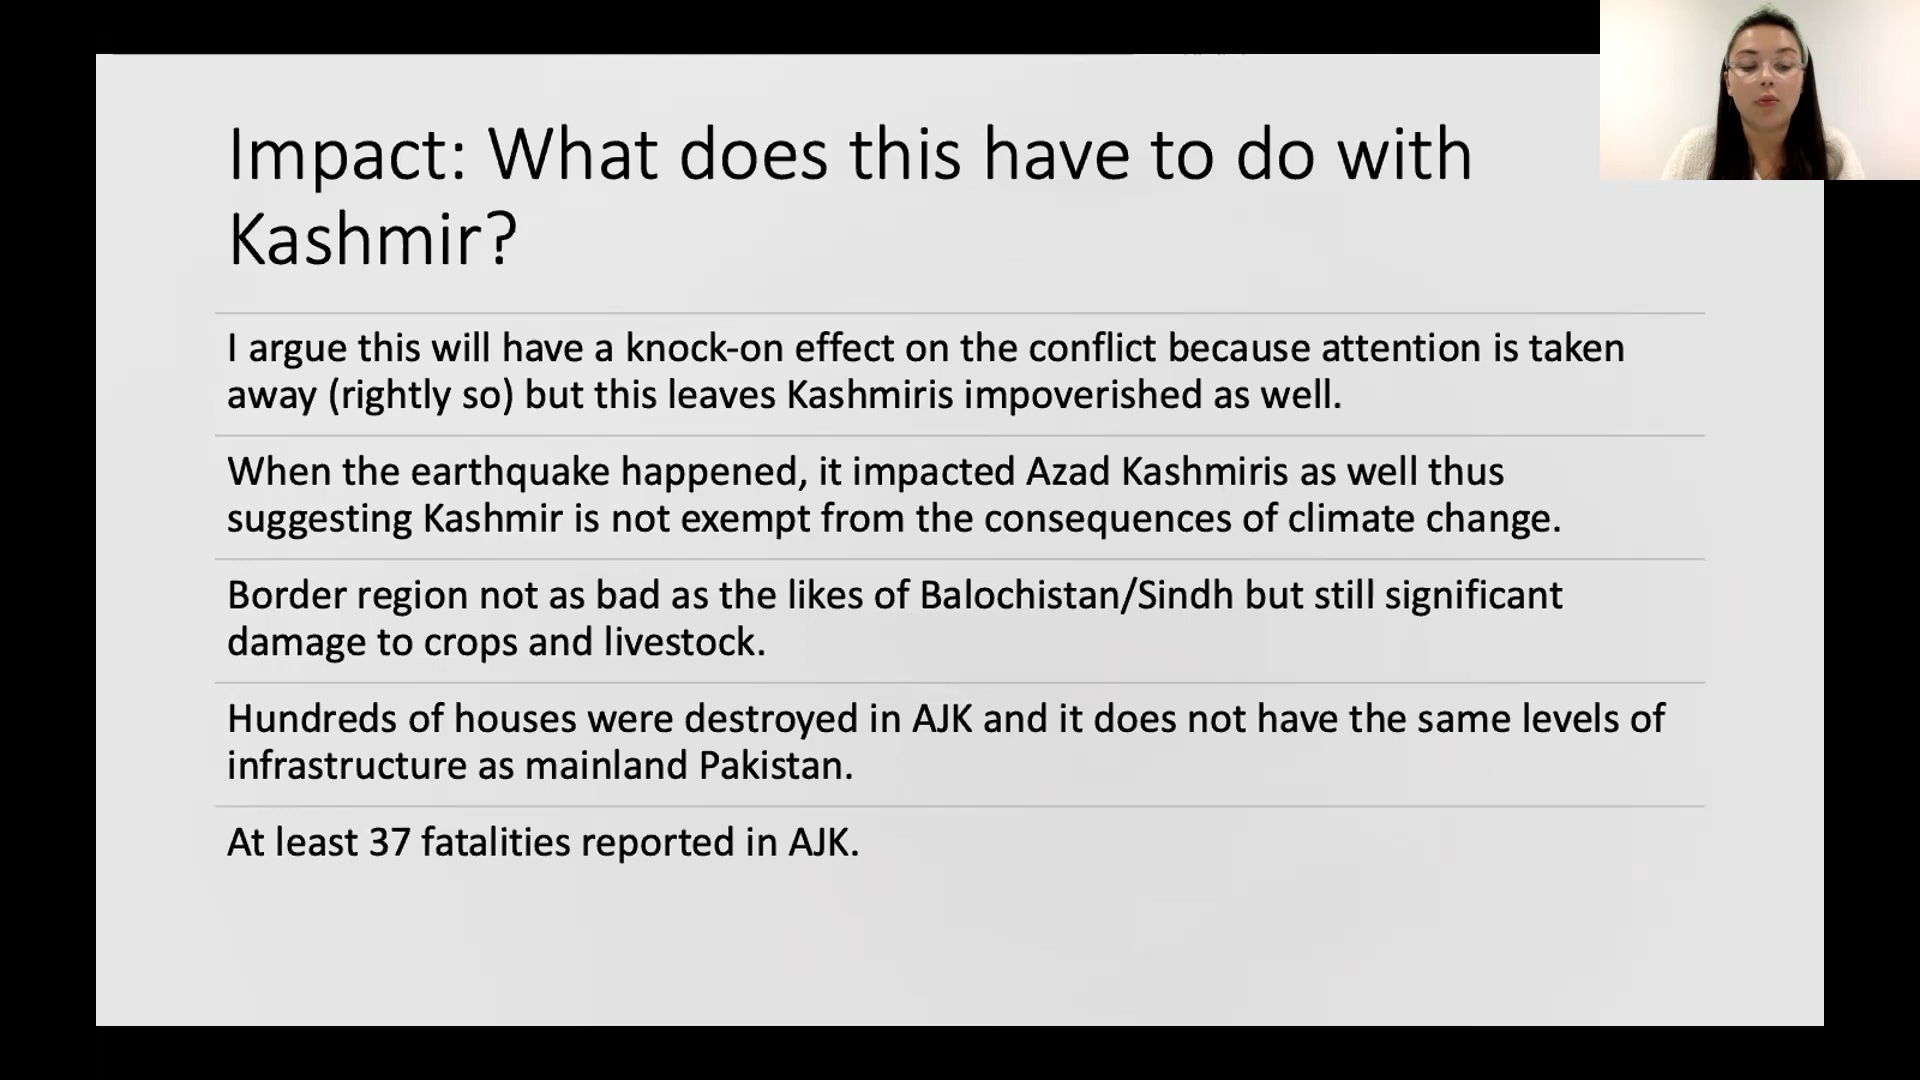 Impact: What does this have to do with
Kashmir?
I argue this will have a knock-on effect on the conflict because attention is taken
away (rightly so) but this leaves Kashmiris impoverished as well.
When the earthquake happened, it impacted Azad Kashmiris as well thus
suggesting Kashmir is not exempt from the consequences of climate change.
Border region not as bad as the likes of Balochistan/Sindh but still significant
damage to crops and livestock.
Hundreds of houses were destroyed in AJK and it does not have the same levels of
infrastructure as mainland Pakistan.
At least 37 fatalities reported in AJK.